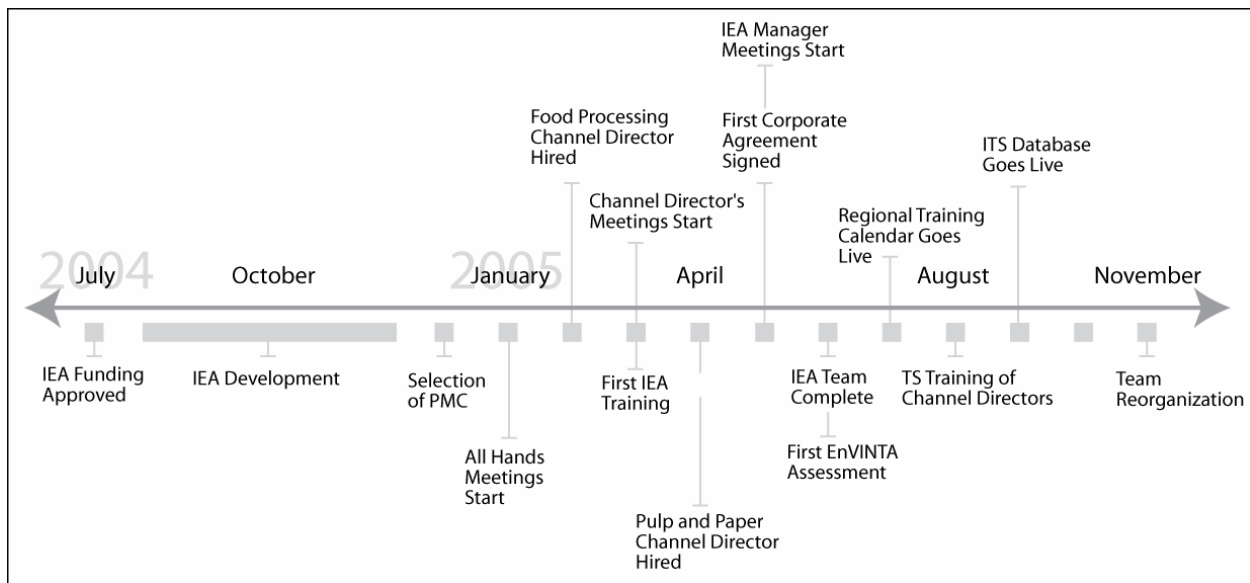 IEA Manager
Meetings Start
Food Processing
Channel Director
Hired
First Corporate
Agreement
Signed
ITS Database
Goes Live
Channel Director's
Meetings Start
Regional Training
Calendar Goes
Live
2004
2005
July
October
January
April
August
November
IEA Funding
Approved
IEA Development
Selection
of PMC
First IEA
Training
IEA Team
Complete
TS Training of
Channel Directors
Team
Reorganization
All Hands
Meetings
Start
First EnVINTA
Assessment
Pulp and Paper
Channel Director
Hired